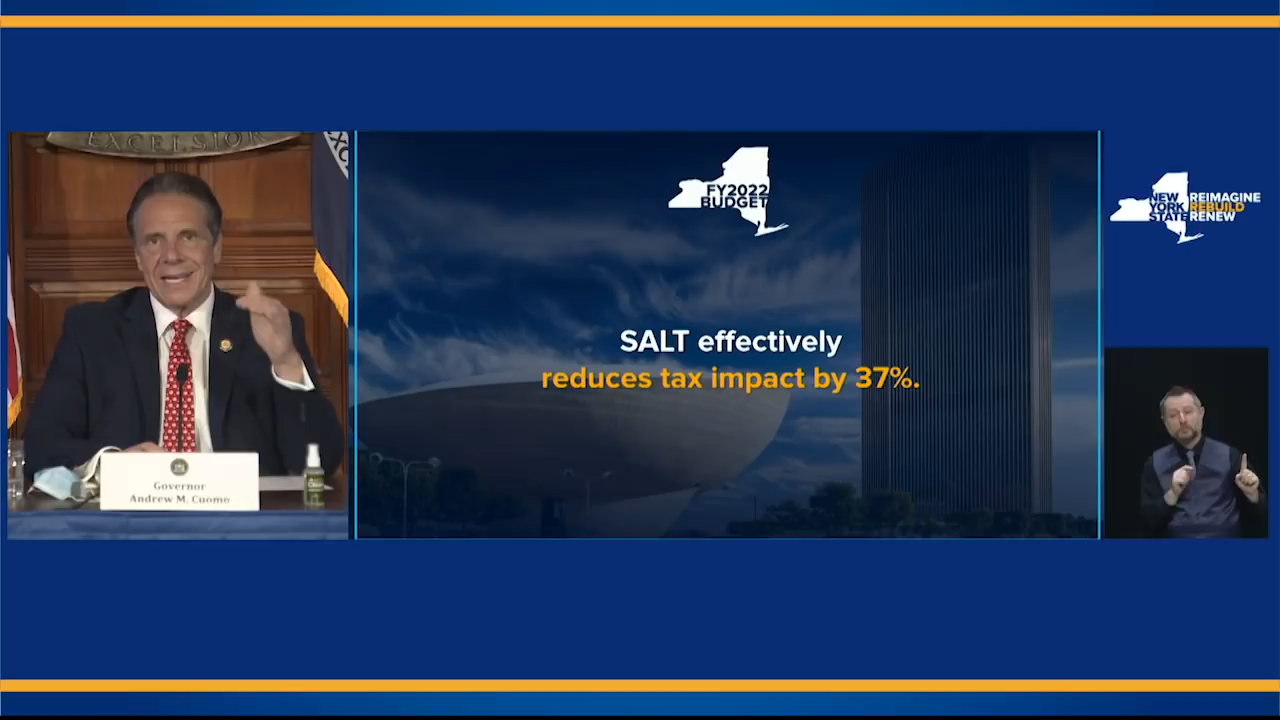 EXCELSIOR
EXC
Governor
Andrew M. Cuomo
FY2022
BUDGET
SALT effectively
reduces tax impact by 37%.
NEW
YORK
STATE
REIMAGINE
REBUILD
RENEW